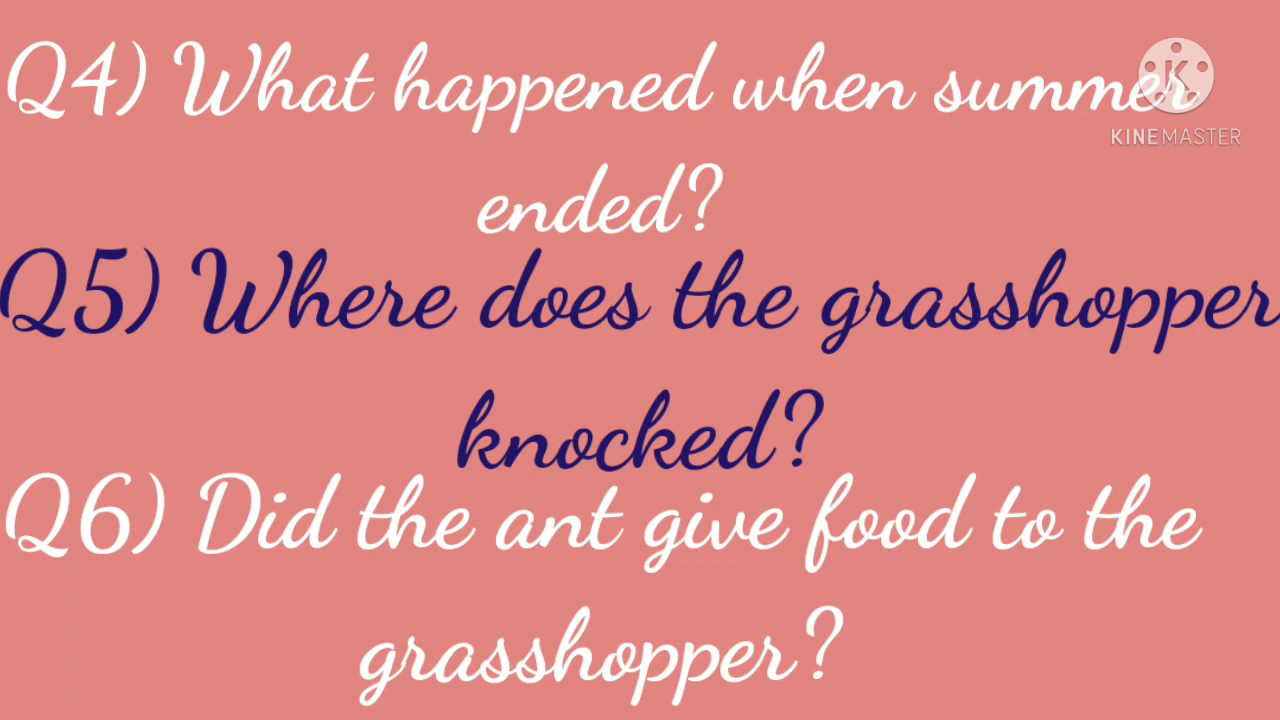 Q4) What happened when summer
ended?
Q5) Where does the grasshopper
knocked?
Q6) Did the ant give food to the
grasshopper?
KINEMASTER